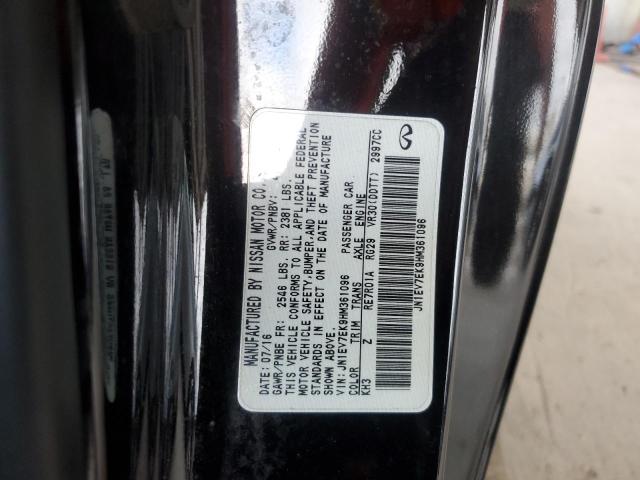 MANUFACTURED BY NISSAN MOTOR CO.
DATE: 07/16 GVWR/PNBV:
GAWR/PNBE FR: 2546 LBS. RR: 2381 LBS.
THIS VEHICLE CONFORMS TO ALL APPLICABLE FEDERAL
MOTOR VEHICLE SAFETY, BUMPER, AND THEFT PREVENTION
STANDARDS IN EFFECT ON THE DATE OF MANUFACTURE
SHOWN ABOVE.
VIN: JN1EV7EK9HM361096 PASSENGER CAR
COLOR TRIM TRANS AXLE ENGINE
KH3 Z RE7R01A RG29 VR30(DDTT) 2997CC
JN1EV7EK9HM361096